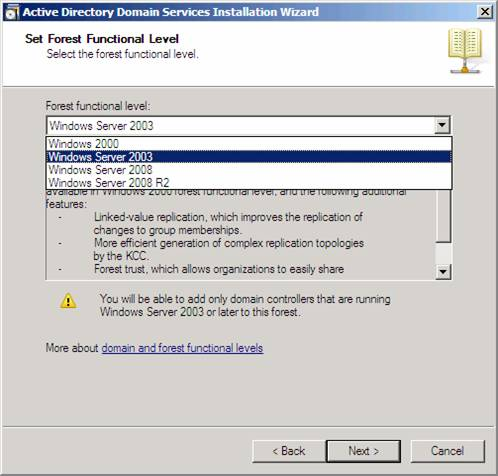 Active Directory Domain Services Installation Wizard
Set Forest Functional Level
Select the forest functional level.
Forest functional level:
Windows Server 2003
Windows 2000
Windows Server 2003
Windows Server 2008
Windows Server 2008 R2
available in Windows 2000 forest functional level, and the following additional
features:
- Linked-value replication, which improves the replication of
changes to group memberships.
- More efficient generation of complex replication topologies
by the KCC.
- Forest trust, which allows organizations to easily share
You will be able to add only domain controllers that are running
Windows Server 2003 or later to this forest.
More about domain and forest functional levels
< Back
Next >
Cancel